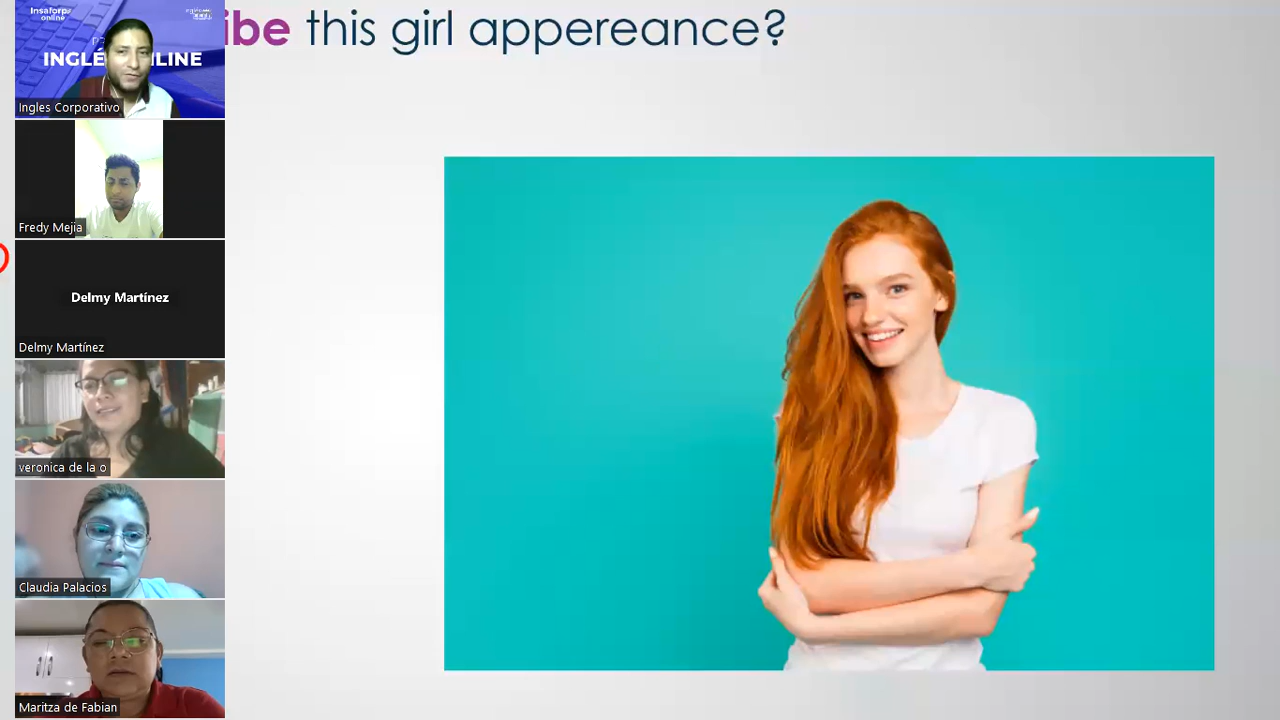 ibe this girl appereance?
Insaforp
online
INGLÉ
LINE
Ingles Corporativo
Fredy Mejia
Delmy Martínez
Delmy Martínez
veronica de la o
Claudia Palacios
Maritza de Fabian